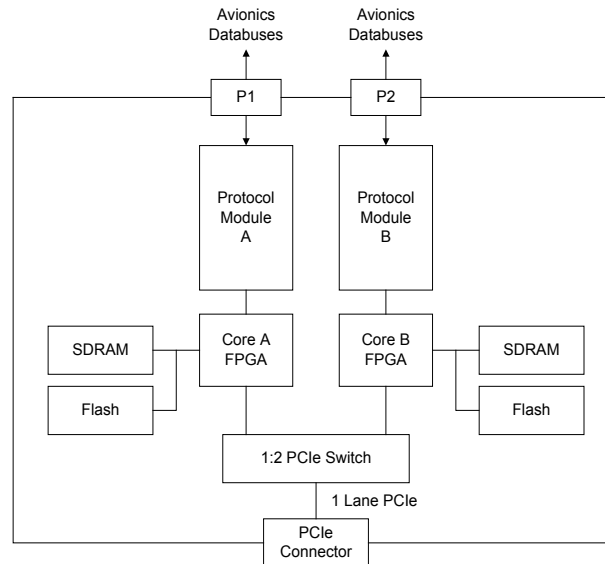 Avionics
Databuses
Avionics
Databuses
P1
P2
Protocol
Module
A
Protocol
Module
B
SDRAM
Core A
FPGA
Core B
FPGA
SDRAM
Flash
Flash
1:2 PCIe Switch
1 Lane PCIe
PCIe
Connector